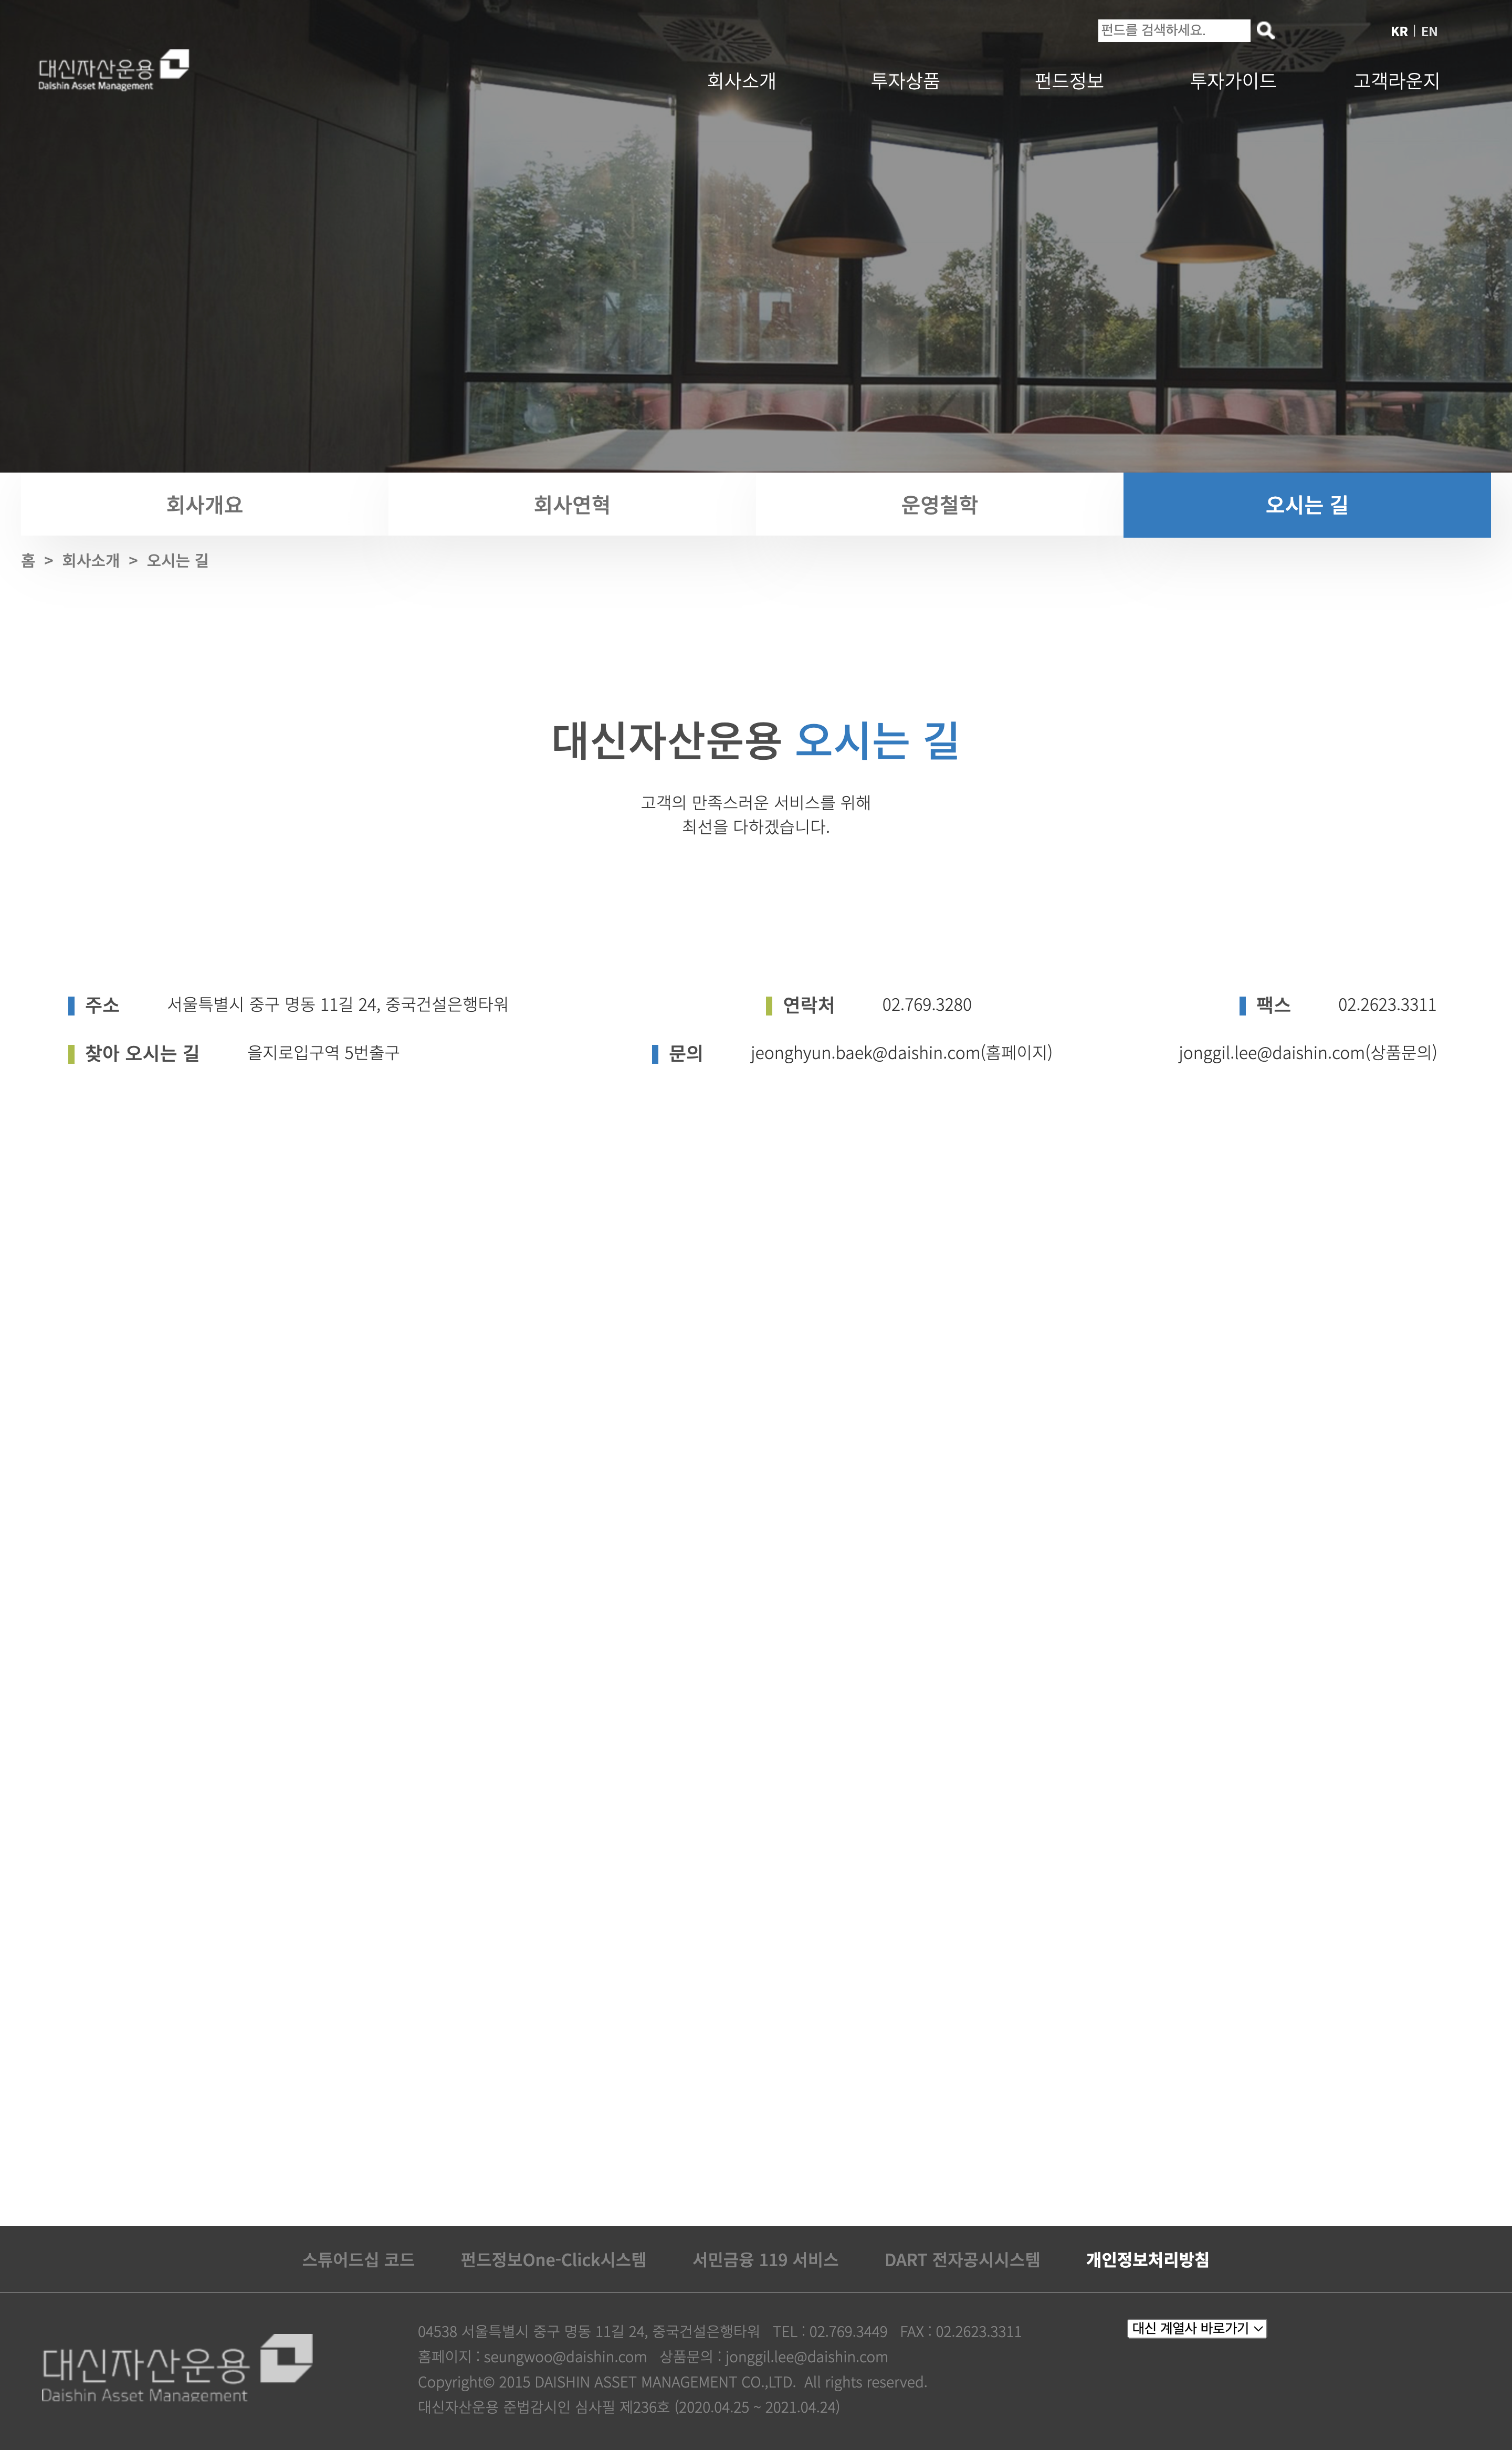 펀드를 검색하세요.
KR | EN
대신자산운용
Daishin Asset Management
회사소개 투자상품 펀드정보 투자가이드 고객라운지
회사개요 회사연혁 운영철학 오시는 길
홈 > 회사소개 > 오시는 길
대신자산운용 오시는 길
고객의 만족스러운 서비스를 위해
최선을 다하겠습니다.
주소 서울특별시 중구 명동 11길 24, 중국건설은행타워 연락처 02.769.3280 팩스 02.2623.3311
찾아 오시는 길 을지로입구역 5번출구 문의 jeonghyun.baek@daishin.com(홈페이지) jonggil.lee@daishin.com(상품문의)
스튜어드십 코드 펀드정보One-Click시스템 서민금융 119 서비스 DART 전자공시시스템 개인정보처리방침
04538 서울특별시 중구 명동 11길 24, 중국건설은행타워 TEL : 02.769.3449 FAX : 02.2623.3311
대신 계열사 바로가기
홈페이지 : seungwoo@daishin.com 상품문의 : jonggil.lee@daishin.com
대신자산운용
Daishin Asset Management
Copyright© 2015 DAISHIN ASSET MANAGEMENT CO.,LTD. All rights reserved.
대신자산운용 준법감시인 심사필 제236호 (2020.04.25 ~ 2021.04.24)